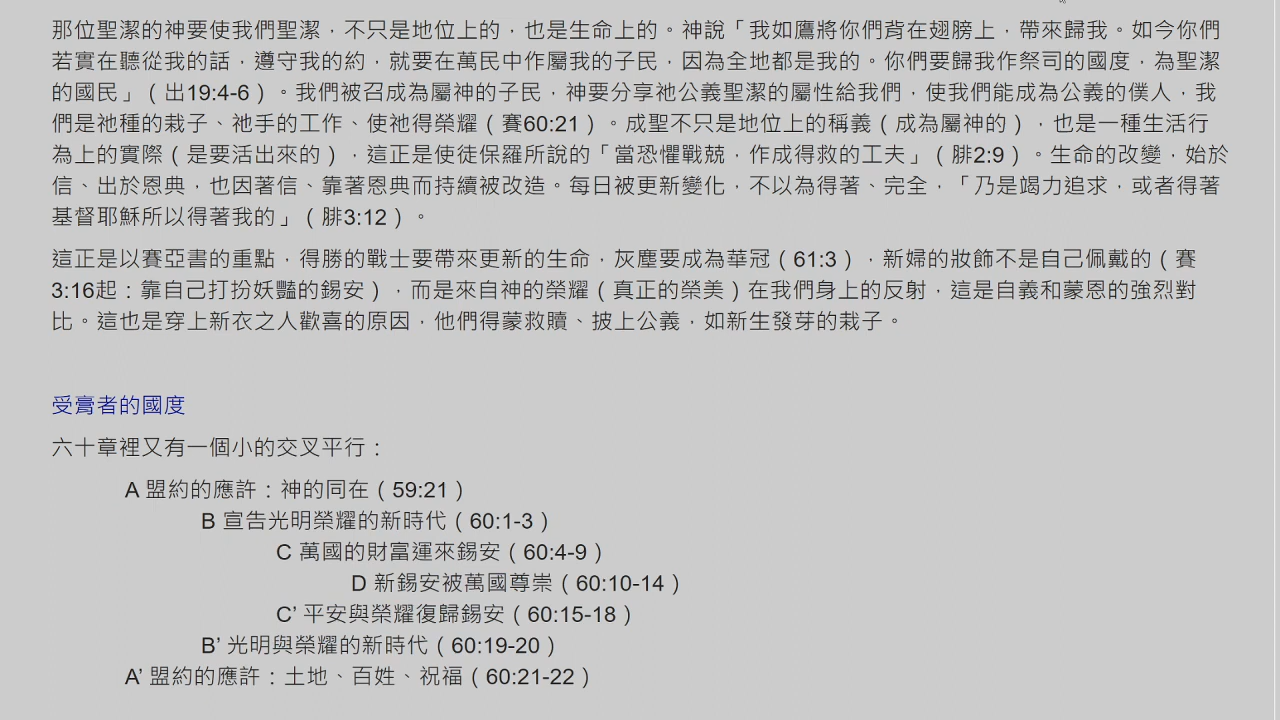 那位聖潔的神要使我們聖潔，不只是地位上的，也是生命上的。神說「我如鷹將你們背在翅膀上，帶來歸我。如今你們
若實在聽從我的話，遵守我的約，就要在萬民中作屬我的子民，因為全地都是我的。你們要歸我作祭司的國度，為聖潔
的國民」（出19:4-6）。我們被召成為屬神的子民，神要分享祂公義聖潔的屬性給我們，使我們能成為公義的僕人，我
們是祂種的栽子、祂手的工作、使祂得榮耀（賽60:21）。成聖不只是地位上的稱義（成為屬神的），也是一種生活行
為上的實際（是要活出來的），這正是使徒保羅所說的「當恐懼戰兢，作成得救的工夫」（腓2:9）。生命的改變，始於
信、出於恩典，也因著信、靠著恩典而持續被改造。每日被更新變化，不以為得著、完全，「乃是竭力追求，或者得著
基督耶穌所以得著我的」（腓3:12）。
這正是以賽亞書的重點，得勝的戰士要帶來更新的生命，灰塵要成為華冠（61:3），新婦的妝飾不是自己佩戴的（賽
3:16起：靠自己打扮妖豔的錫安），而是來自神的榮耀（真正的榮美）在我們身上的反射，這是自義和蒙恩的強烈對
比。這也是穿上新衣之人歡喜的原因，他們得蒙救贖、披上公義，如新生發芽的栽子。
受膏者的國度
六十章裡又有一個小的交叉平行：
A 盟約的應許：神的同在（59:21）
B 宣告光明榮耀的新時代（60:1-3）
C 萬國的財富運來錫安（60:4-9）
D 新錫安被萬國尊崇（60:10-14）
C’ 平安與榮耀復歸錫安（60:15-18）
B’ 光明與榮耀的新時代（60:19-20）
A’ 盟約的應許：土地、百姓、祝福（60:21-22）